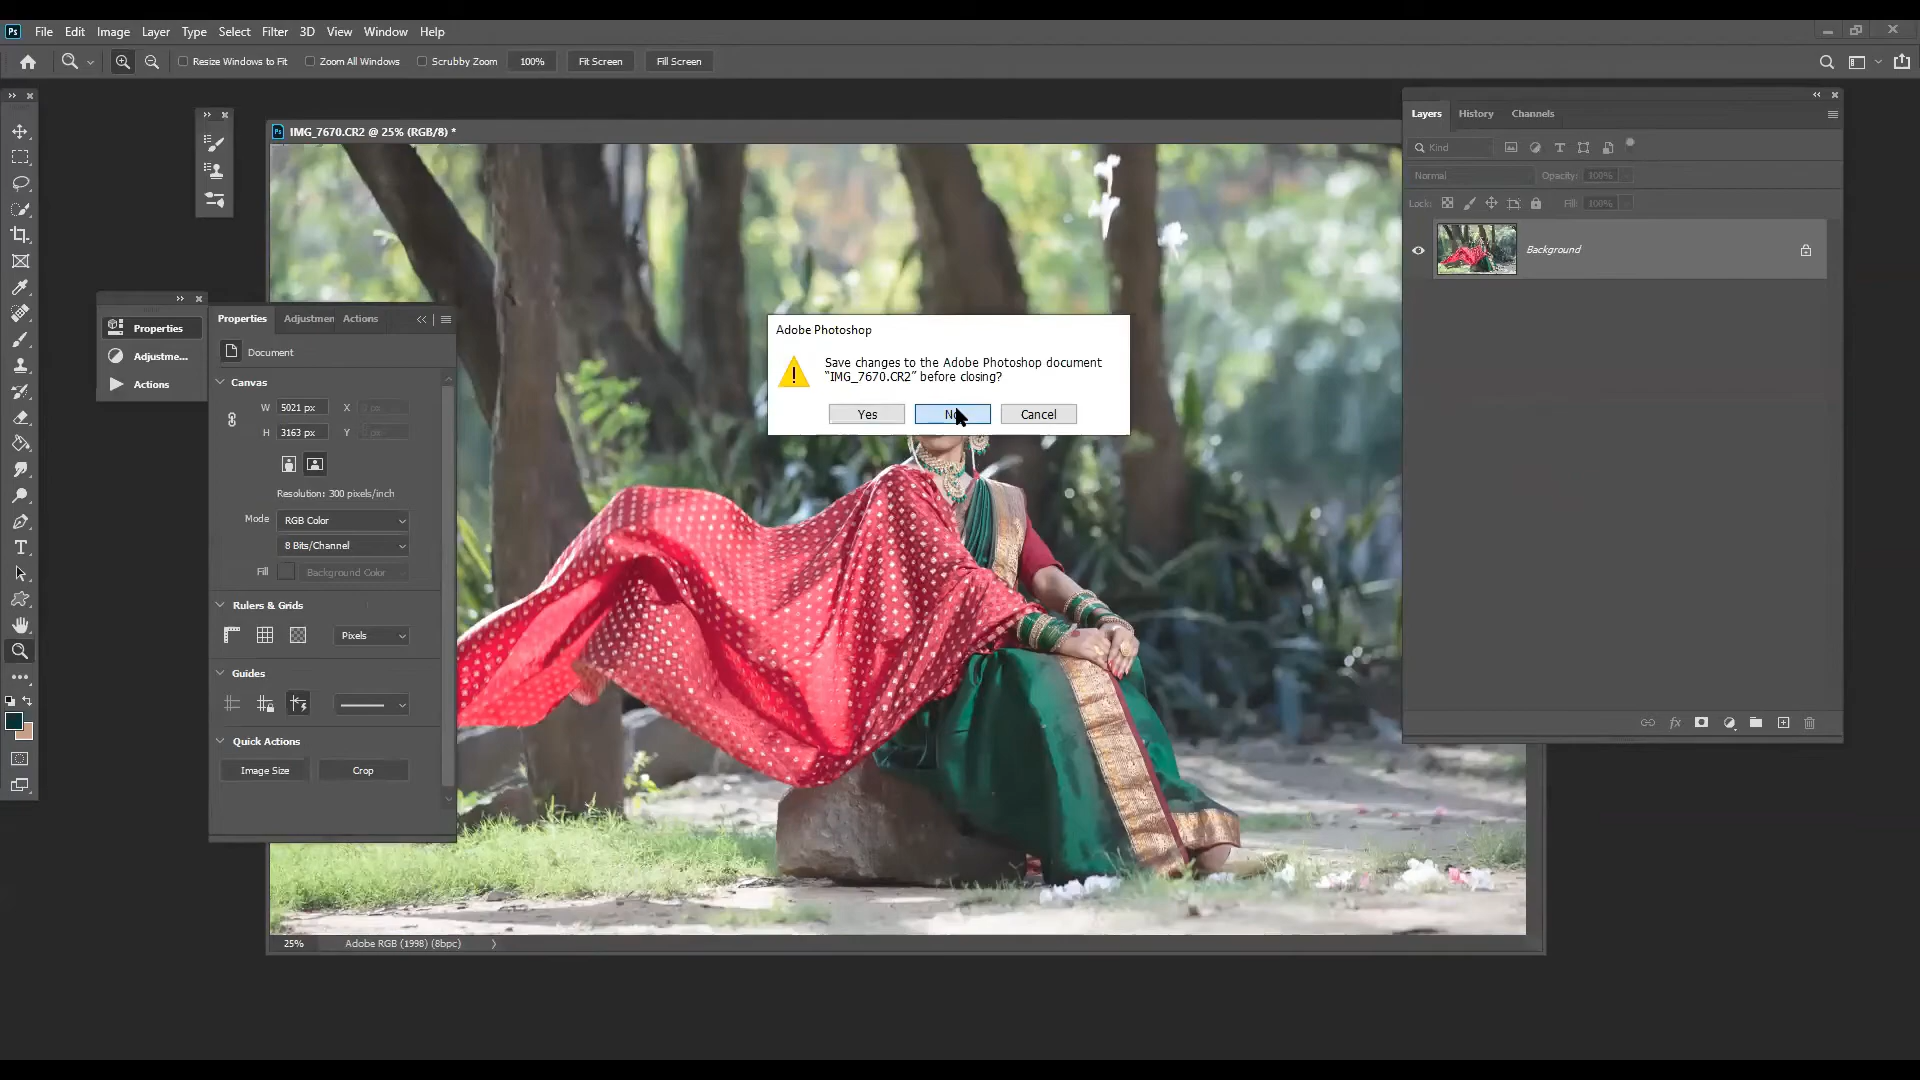 Ps File Edit Image Layer Type Select Filter 3D View Window Help
Resize Windows to Fit Zoom All Windows Scrubby Zoom 100% Fit Screen Fill Screen
Ps IMG_7670.CR2 @ 25% (RGB/8) *
Layers History Channels
Kind
Normal Opacity: 100%
Lock: Fill: 100%
Background
Properties
Adjustme...
Actions
Properties Adjustmen Actions
Document
Canvas
W 5021 px X
H 3163 px Y
Resolution: 300 pixels/inch
Mode RGB Color
8 Bits/Channel
Fill Background Color
Rulers & Grids
Pixels
Guides
Quick Actions
Image Size Crop
Adobe Photoshop
Save changes to the Adobe Photoshop document
“IMG_7670.CR2” before closing?
Yes No Cancel
fx
25% Adobe RGB (1998) (8bpc)